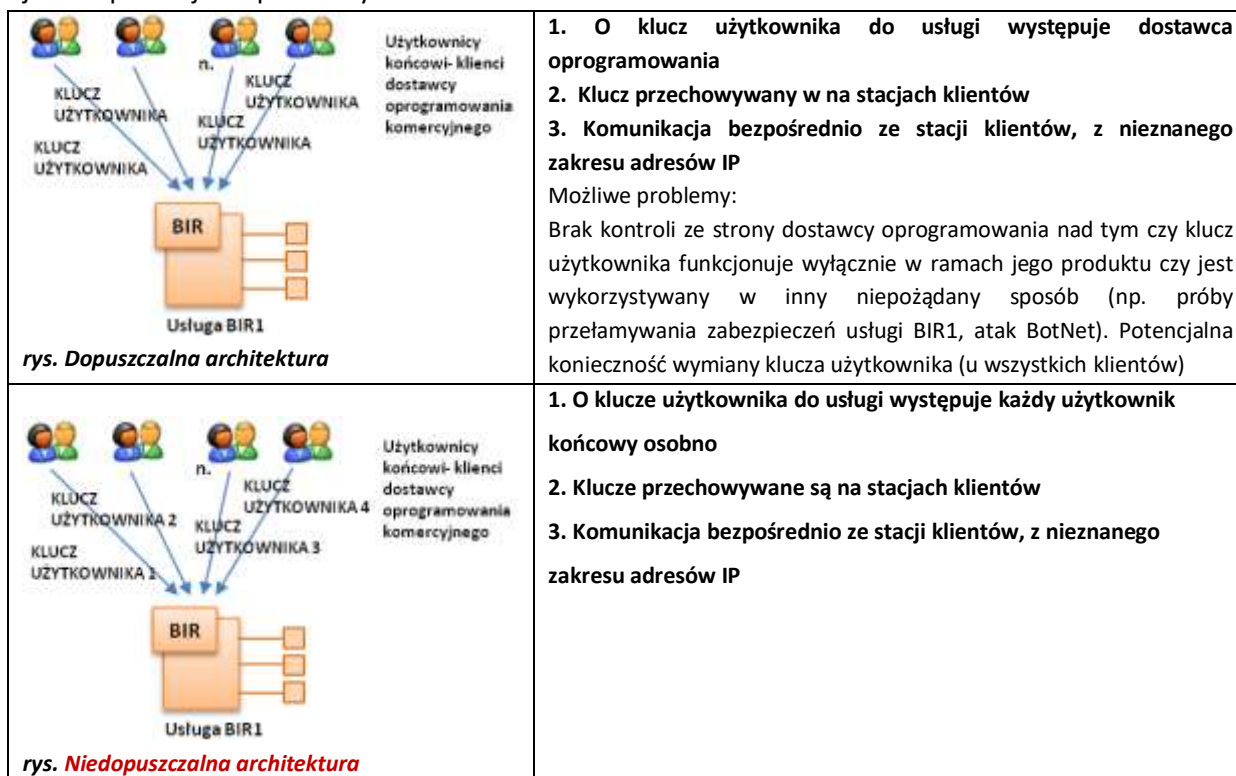 n.
KLUCZ
UŻYTKOWNIKA
KLUCZ
UŻYTKOWNIKA
KLUCZ
UŻYTKOWNIKA
KLUCZ
UŻYTKOWNIKA
Użytkownicy
końcowi- klienci
dostawcy
oprogramowania
komercyjnego
BIR
Usługa BIR1
rys. Dopuszczalna architektura
1. O klucz użytkownika do usługi występuje dostawca
oprogramowania
2. Klucz przechowywany w na stacjach klientów
3. Komunikacja bezpośrednio ze stacji klientów, z nieznanego
zakresu adresów IP
Możliwe problemy:
Brak kontroli ze strony dostawcy oprogramowania nad tym czy klucz
użytkownika funkcjonuje wyłącznie w ramach jego produktu czy jest
wykorzystywany w inny niepożądany sposób (np. próby
przełamywania zabezpieczeń usługi BIR1, atak BotNet). Potencjalna
konieczność wymiany klucza użytkownika (u wszystkich klientów)
n.
KLUCZ
UŻYTKOWNIKA 2
KLUCZ
UŻYTKOWNIKA 4
KLUCZ
UŻYTKOWNIKA 3
KLUCZ
UŻYTKOWNIKA 1
Użytkownicy
końcowi- klienci
dostawcy
oprogramowania
komercyjnego
BIR
Usługa BIR1
rys. Niedopuszczalna architektura
1. O klucze użytkownika do usługi występuje każdy użytkownik
końcowy osobno
2. Klucze przechowywane są na stacjach klientów
3. Komunikacja bezpośrednio ze stacji klientów, z nieznanego
zakresu adresów IP